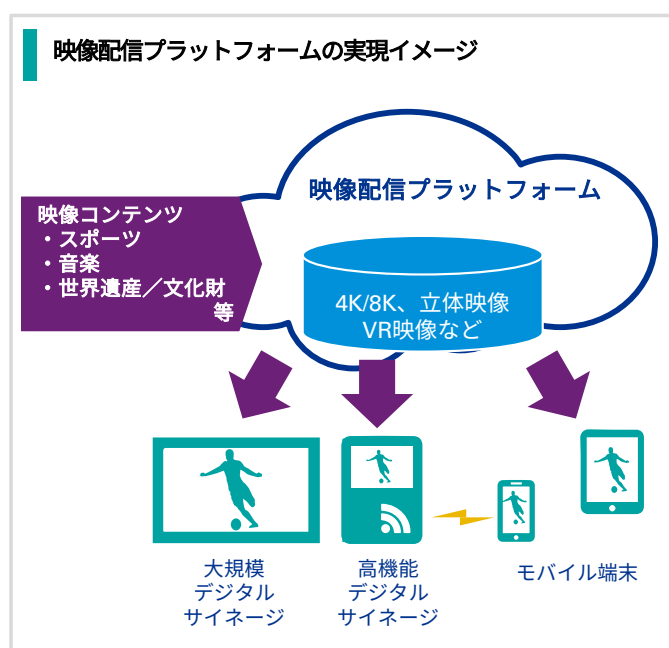 映像配信プラットフォームの実現イメージ
映像配信プラットフォーム
映像コンテンツ
・スポーツ
・音楽
・世界遺産／文化財
等
4K/8K、立体映像
VR映像など
大規模
デジタル
サイネージ
高機能
デジタル
サイネージ
モバイル端末